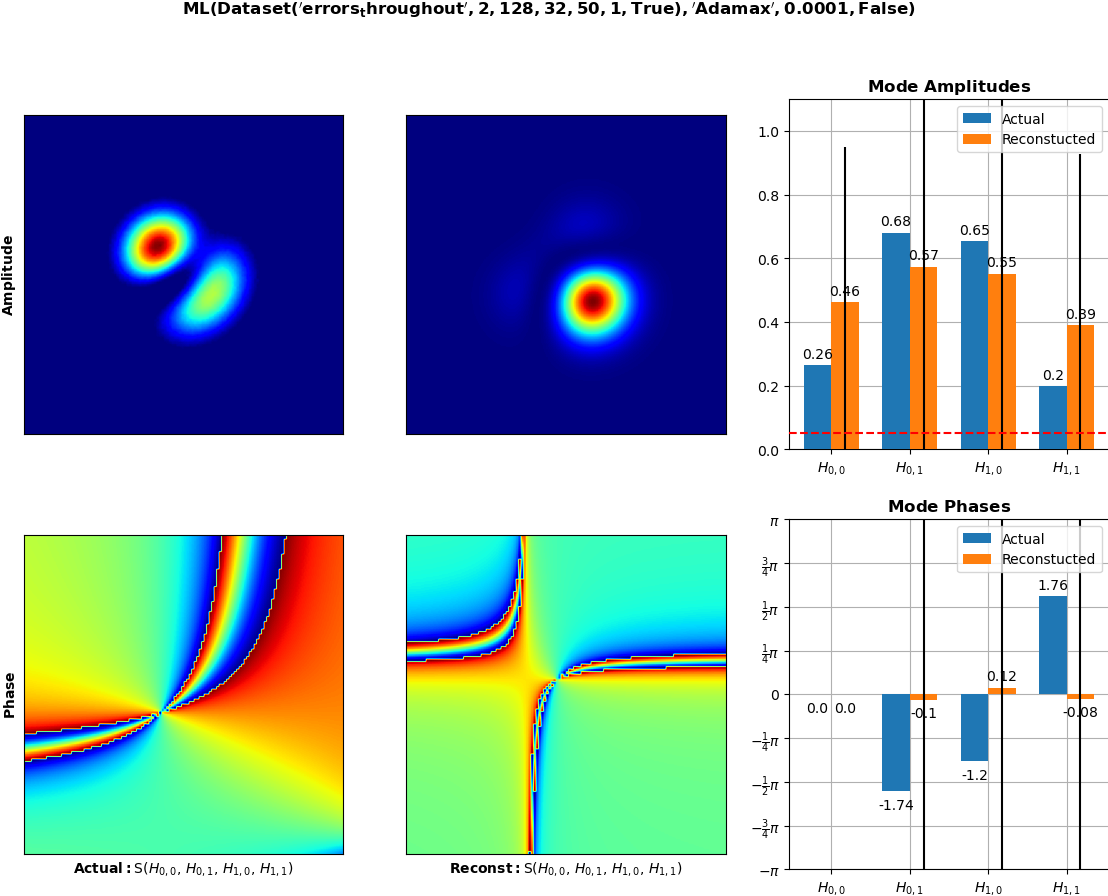 ML(Dataset('errors_throughout', 2, 128, 32, 50, 1, True), 'Adamax', 0.0001, False)
Amplitude
Mode Amplitudes
Actual
Reconstucted
1.0
0.8
0.6
0.4
0.2
0.0
0.26
0.46
0.68
0.57
0.65
0.55
0.2
0.39
H0,0
H0,1
H1,0
H1,1
Phase
Actual: S(H0,0, H0,1, H1,0, H1,1)
Reconst: S(H0,0, H0,1, H1,0, H1,1)
Mode Phases
Actual
Reconstucted
π
3/4π
1/2π
1/4π
0
−1/4π
−1/2π
−3/4π
−π
0.0
0.0
-1.74
-0.1
-1.2
0.12
1.76
-0.08
H0,0
H0,1
H1,0
H1,1